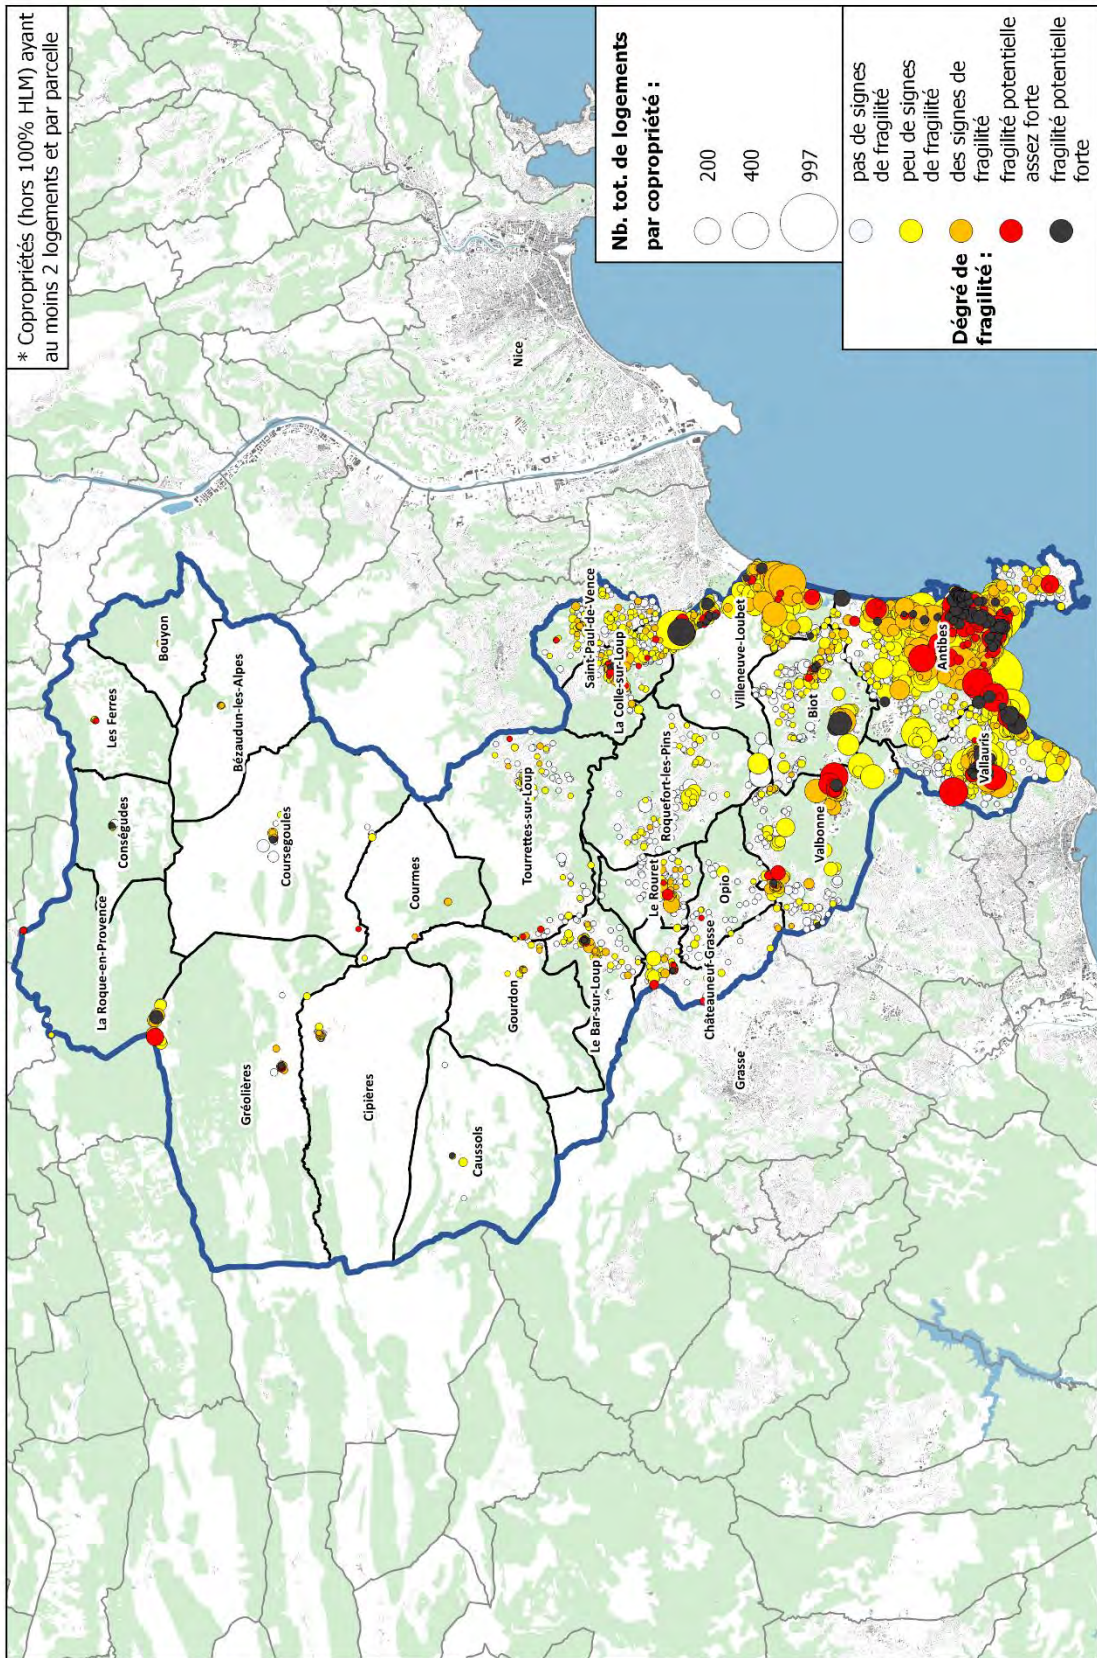 * Copropriétés (hors 100% HLM) ayant
au moins 2 logements et par parcelle
La Roque-en-Provence
Conségudes
Les Ferres
Bouyon
Bézaudun-les-Alpes
Gréolières
Coursegoules
Cipières
Courmes
Caussols
Gourdon
Tourrettes-sur-Loup
Le Bar-sur-Loup
Saint-Paul-de-Vence
La Colle-sur-Loup
Le Rouret
Roquefort-les-Pins
Villeneuve-Loubet
Châteauneuf-Grasse
Opio
Grasse
Valbonne
Biot
Vallauris
Antibes
Nice
Nb. tot. de logements
par copropriété :
200
400
997
Dégré de
fragilité :
pas de signes
de fragilité
peu de signes
de fragilité
des signes de
fragilité
fragilité potentielle
assez forte
fragilité potentielle
forte